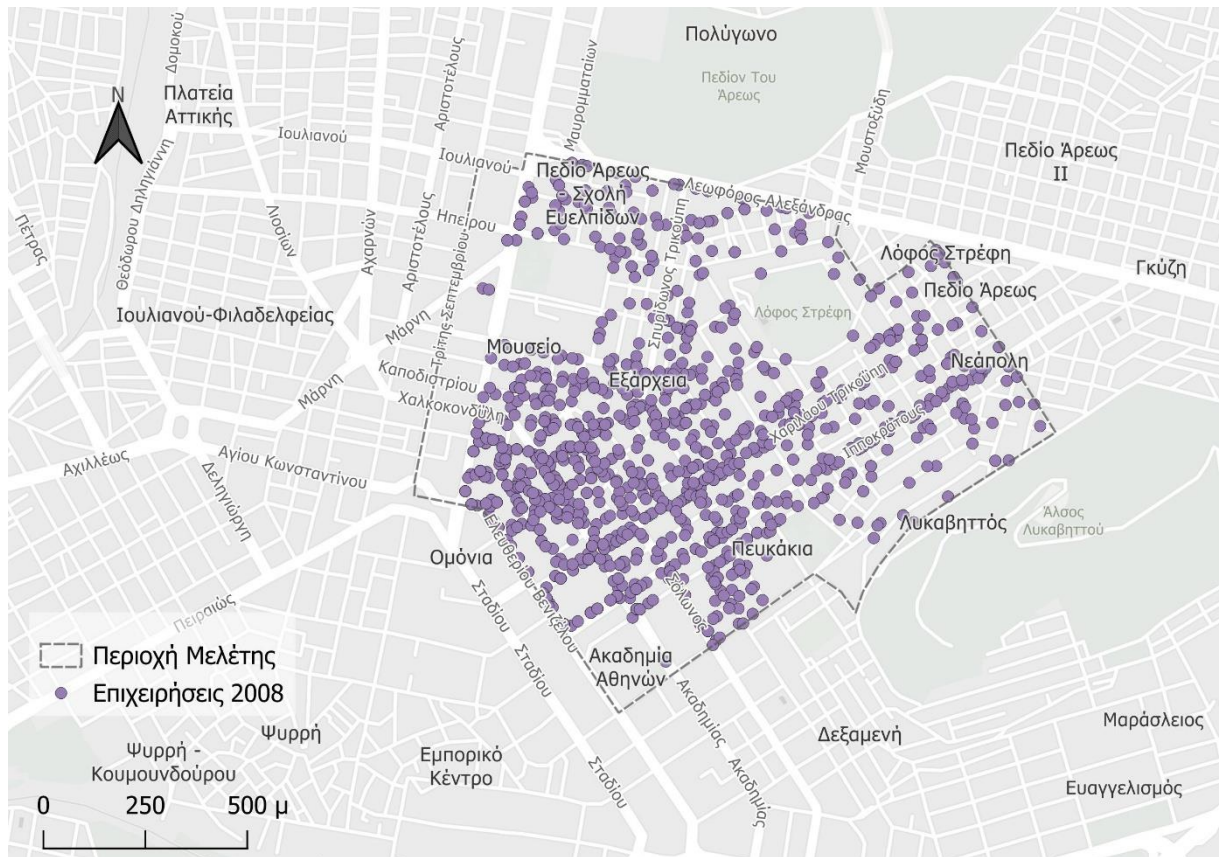 Πολύγωνο
Πεδίον Του
Άρεως
Δομοκού
Αριστοτέλους
Μαυρομματαίων
Μουστοξύδη
N
Πλατεία
Αττικής
Ιουλιανού
Ιουλιανού
Πεδίο Άρεως
- Σχολή
Ευελπίδων
Λεωφόρος Αλεξάνδρας
Πεδίο Άρεως
II
Θεόδωρου Δηληγιάννη
Λιοσίων
Αχαρνών
Αριστοτέλους
Ηπείρου
Τρίτης Σεπτεμβρίου
Σπυρίδωνος Τρικούπη
Πέτρας
Λόφος Στρέφη
Πεδίο Άρεως
Γκύζη
Λόφος Στρέφη
Ιουλιανού-Φιλαδελφείας
Μάρνη
Μουσείο
Καποδιστρίου
Μάρνη
Χαλκοκονδύλη
Εξάρχεια
Νεάπολη
Χαριλάου Τρικούπη
Ιπποκράτους
Αχιλλέως
Αγίου Κωνσταντίνου
Δεληγιώργη
Λυκαβηττός
Άλσος
Λυκαβηττού
Ομόνια
Ελευθερίου-Βενιζέλου
Πευκάκια
Σόλωνος
Πειραιώς
Σταδίου
Σταδίου
Ακαδημία
Αθηνών
Ακαδημίας
Περιοχή Μελέτης
Επιχειρήσεις 2008
Ψυρρή
Ψυρρή -
Κουμουνδούρου
Εμπορικό
Κέντρο
Σταδίου
Ακαδημίας
Δεξαμενή
Μαράσλειος
Ευαγγελισμός
0 250 500 μ